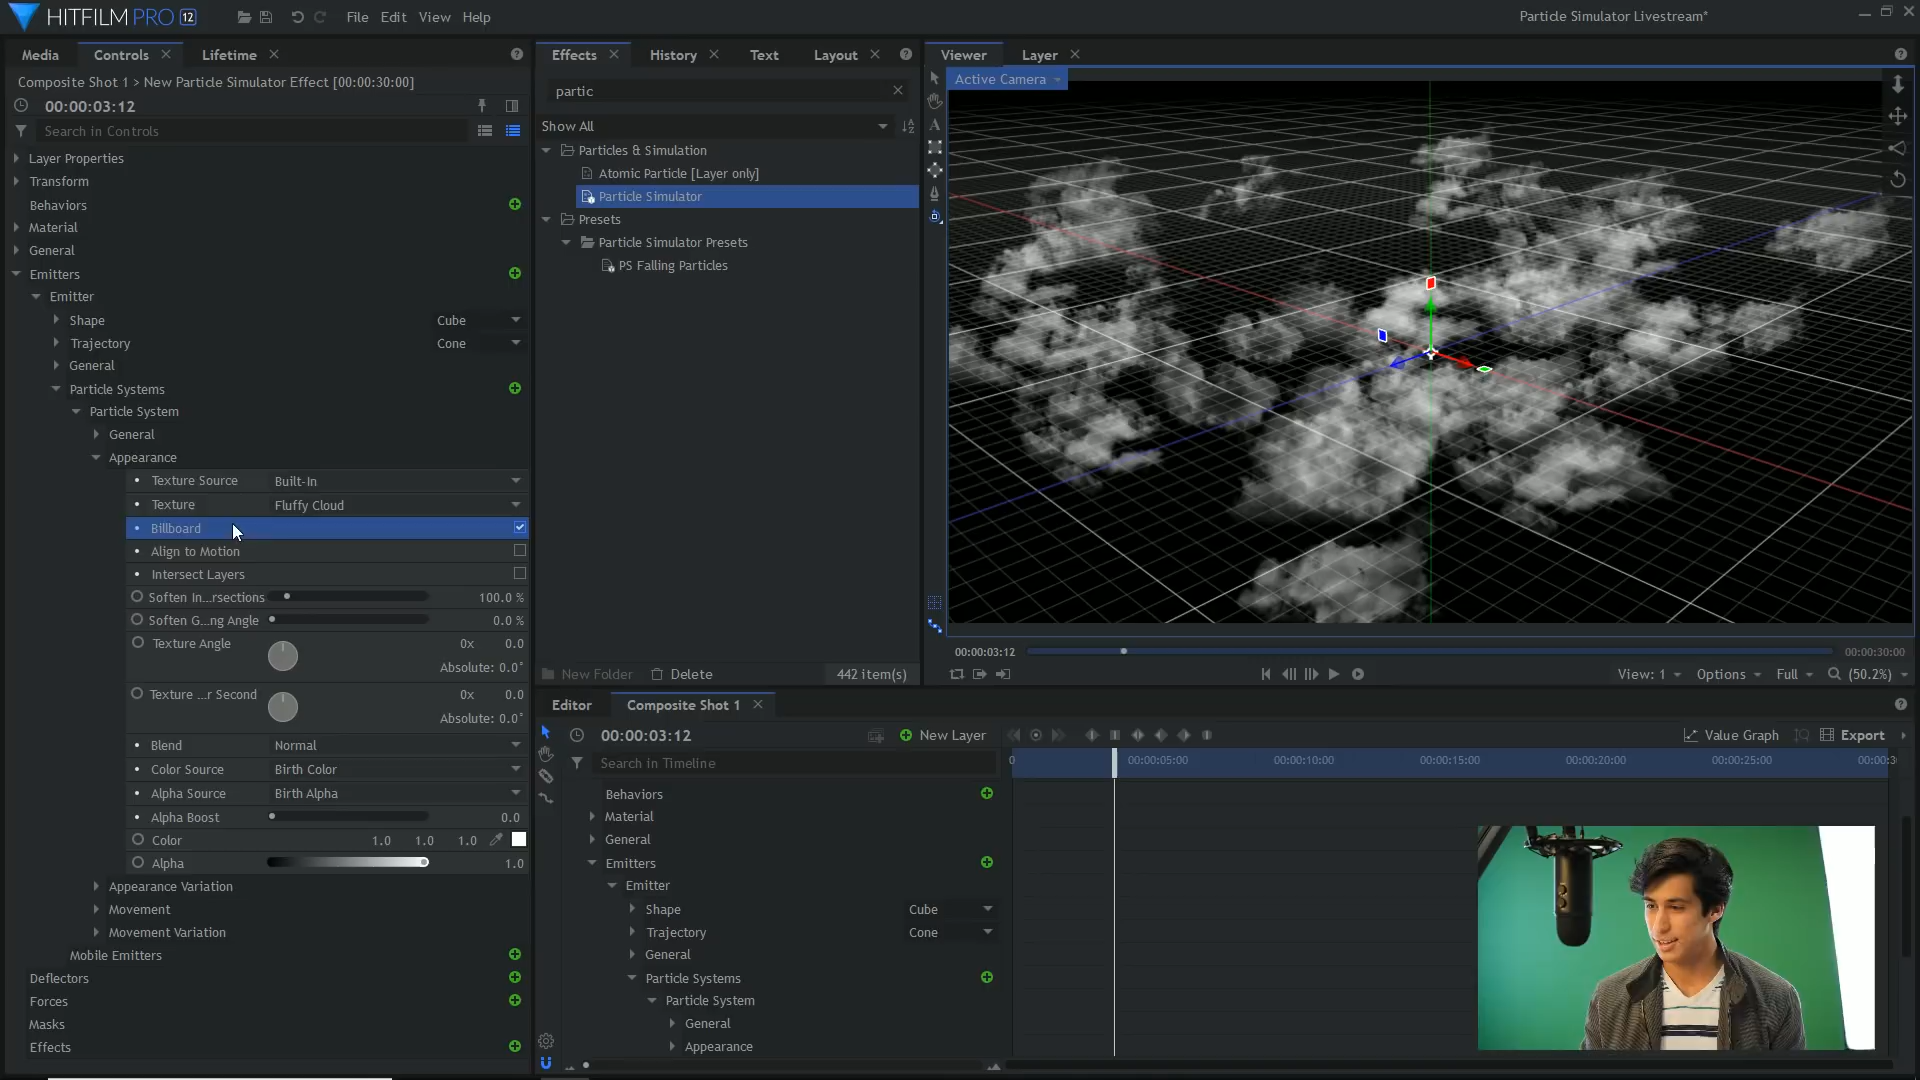 HITFILM PRO 12
File Edit View Help
Particle Simulator Livestream*
Media Controls Lifetime
Composite Shot 1 > New Particle Simulator Effect [00:00:30:00]
00:00:03:12
Search in Controls
Layer Properties
Transform
Behaviors
Material
General
Emitters
Emitter
Shape Cube
Trajectory Cone
General
Particle Systems
Particle System
General
Appearance
Texture Source Built-In
Texture Fluffy Cloud
Billboard
Align to Motion
Intersect Layers
Soften In...rsections 100.0 %
Soften G...ng Angle 0.0 %
Texture Angle 0x 0.0
Absolute: 0.0°
Texture ...r Second 0x 0.0
Absolute: 0.0°
Blend Normal
Color Source Birth Color
Alpha Source Birth Alpha
Alpha Boost 0.0
Color 1.0 1.0 1.0
Alpha 1.0
Appearance Variation
Movement
Movement Variation
Mobile Emitters
Deflectors
Forces
Masks
Effects
Effects History Text Layout
partic
Show All
Particles & Simulation
Atomic Particle [Layer only]
Particle Simulator
Presets
Particle Simulator Presets
PS Falling Particles
New Folder Delete 442 item(s)
Viewer Layer
Active Camera
00:00:03:12 00:00:30:00
View: 1 Options Full (50.2%)
Editor Composite Shot 1
00:00:03:12 New Layer Value Graph Export
Search in Timeline
0 00:00:05:00 00:00:10:00 00:00:15:00 00:00:20:00 00:00:25:00 00:00:3
Behaviors
Material
General
Emitters
Emitter
Shape Cube
Trajectory Cone
General
Particle Systems
Particle System
General
Appearance